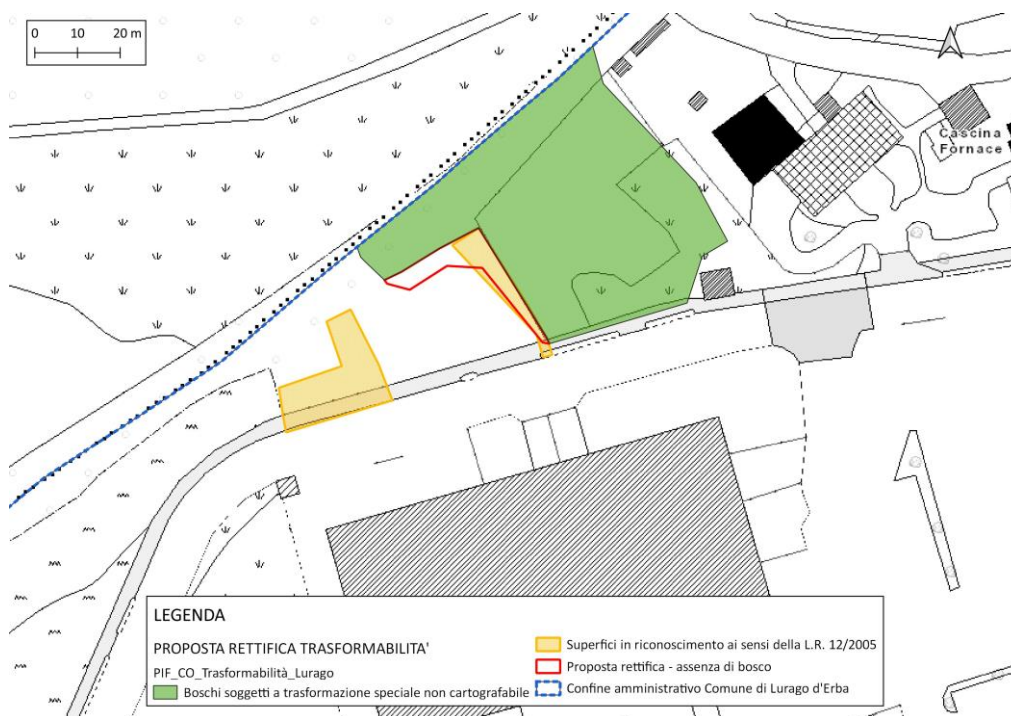 0 10 20 m
Cascina
Fornace
LEGENDA
PROPOSTA RETTIFICA TRASFORMABILITA'
PIF_CO_Trasformabilità_Lurago
Boschi soggetti a trasformazione speciale non cartografabile
Superfici in riconoscimento ai sensi della L.R. 12/2005
Proposta rettifica - assenza di bosco
Confine amministrativo Comune di Lurago d'Erba